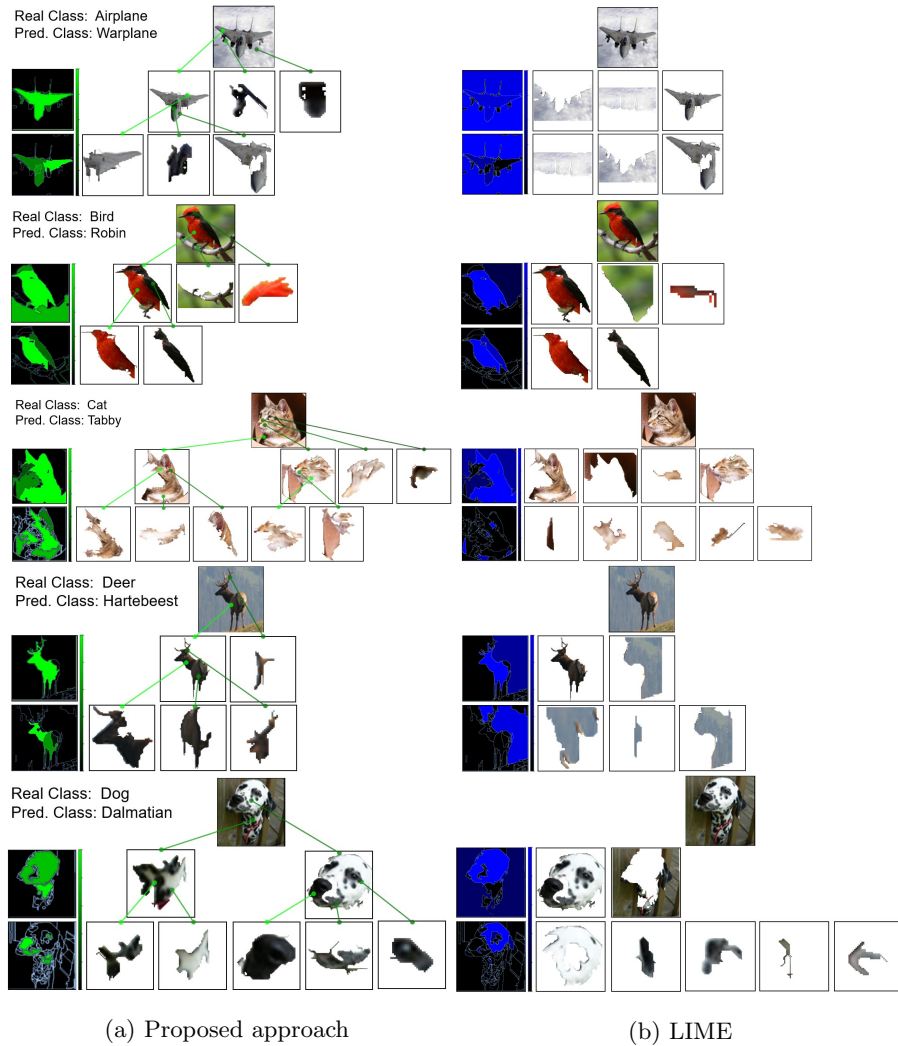 Real Class: Airplane
Pred. Class: Warplane
Real Class: Bird
Pred. Class: Robin
Real Class: Cat
Pred. Class: Tabby
Real Class: Deer
Pred. Class: Hartebeest
Real Class: Dog
Pred. Class: Dalmatian
(a) Proposed approach
(b) LIME